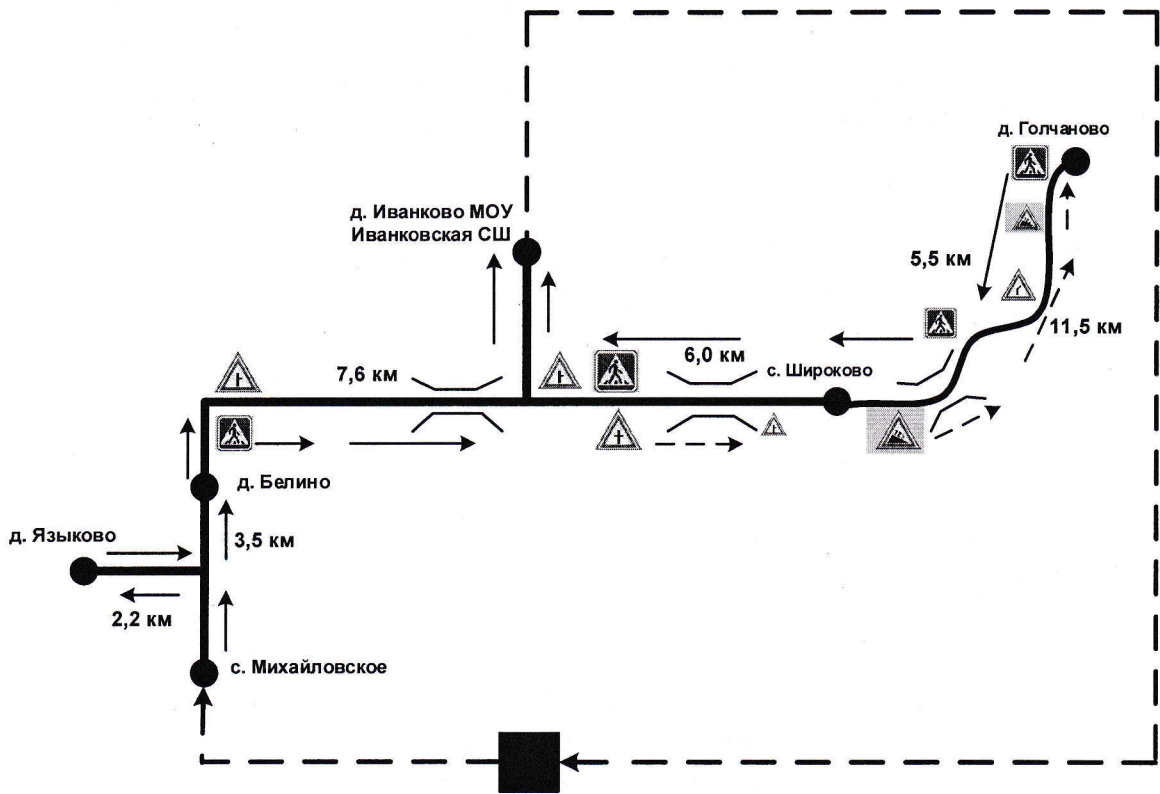 д. Голчаново
д. Иванково МОУ
Ивановская СШ
5,5 км
11,5 км
7,6 км
6,0 км
с. Широково
д. Белино
д. Языково
3,5 км
2,2 км
с. Михайловское